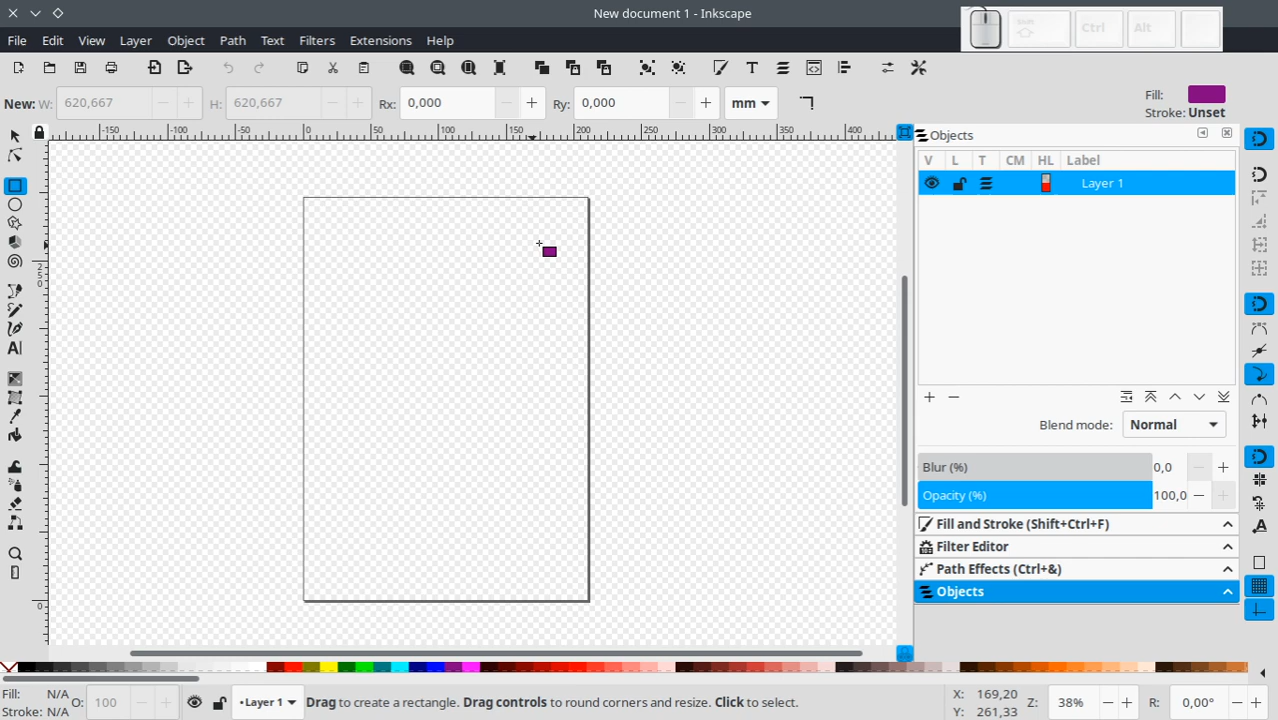 New document 1 - Inkscape
Shift Ctrl Alt
File Edit View Layer Object Path Text Filters Extensions Help
New: W: 620,667 H: 620,667 Rx: 0,000 Ry: 0,000 mm
Fill:
Stroke: Unset
-150 -100 -50 0 50 100 150 200 250 300 350 400
Objects
V L T CM HL Label
Layer 1
250
0
Blend mode: Normal
Blur (%) 0,0
Opacity (%) 100,0
Fill and Stroke (Shift+Ctrl+F)
Filter Editor
Path Effects (Ctrl+&)
Objects
Fill: N/A
Stroke: N/A
O: 100
•Layer 1
Drag to create a rectangle. Drag controls to round corners and resize. Click to select.
X: 169,20
Y: 261,33
Z: 38%
R: 0,00°